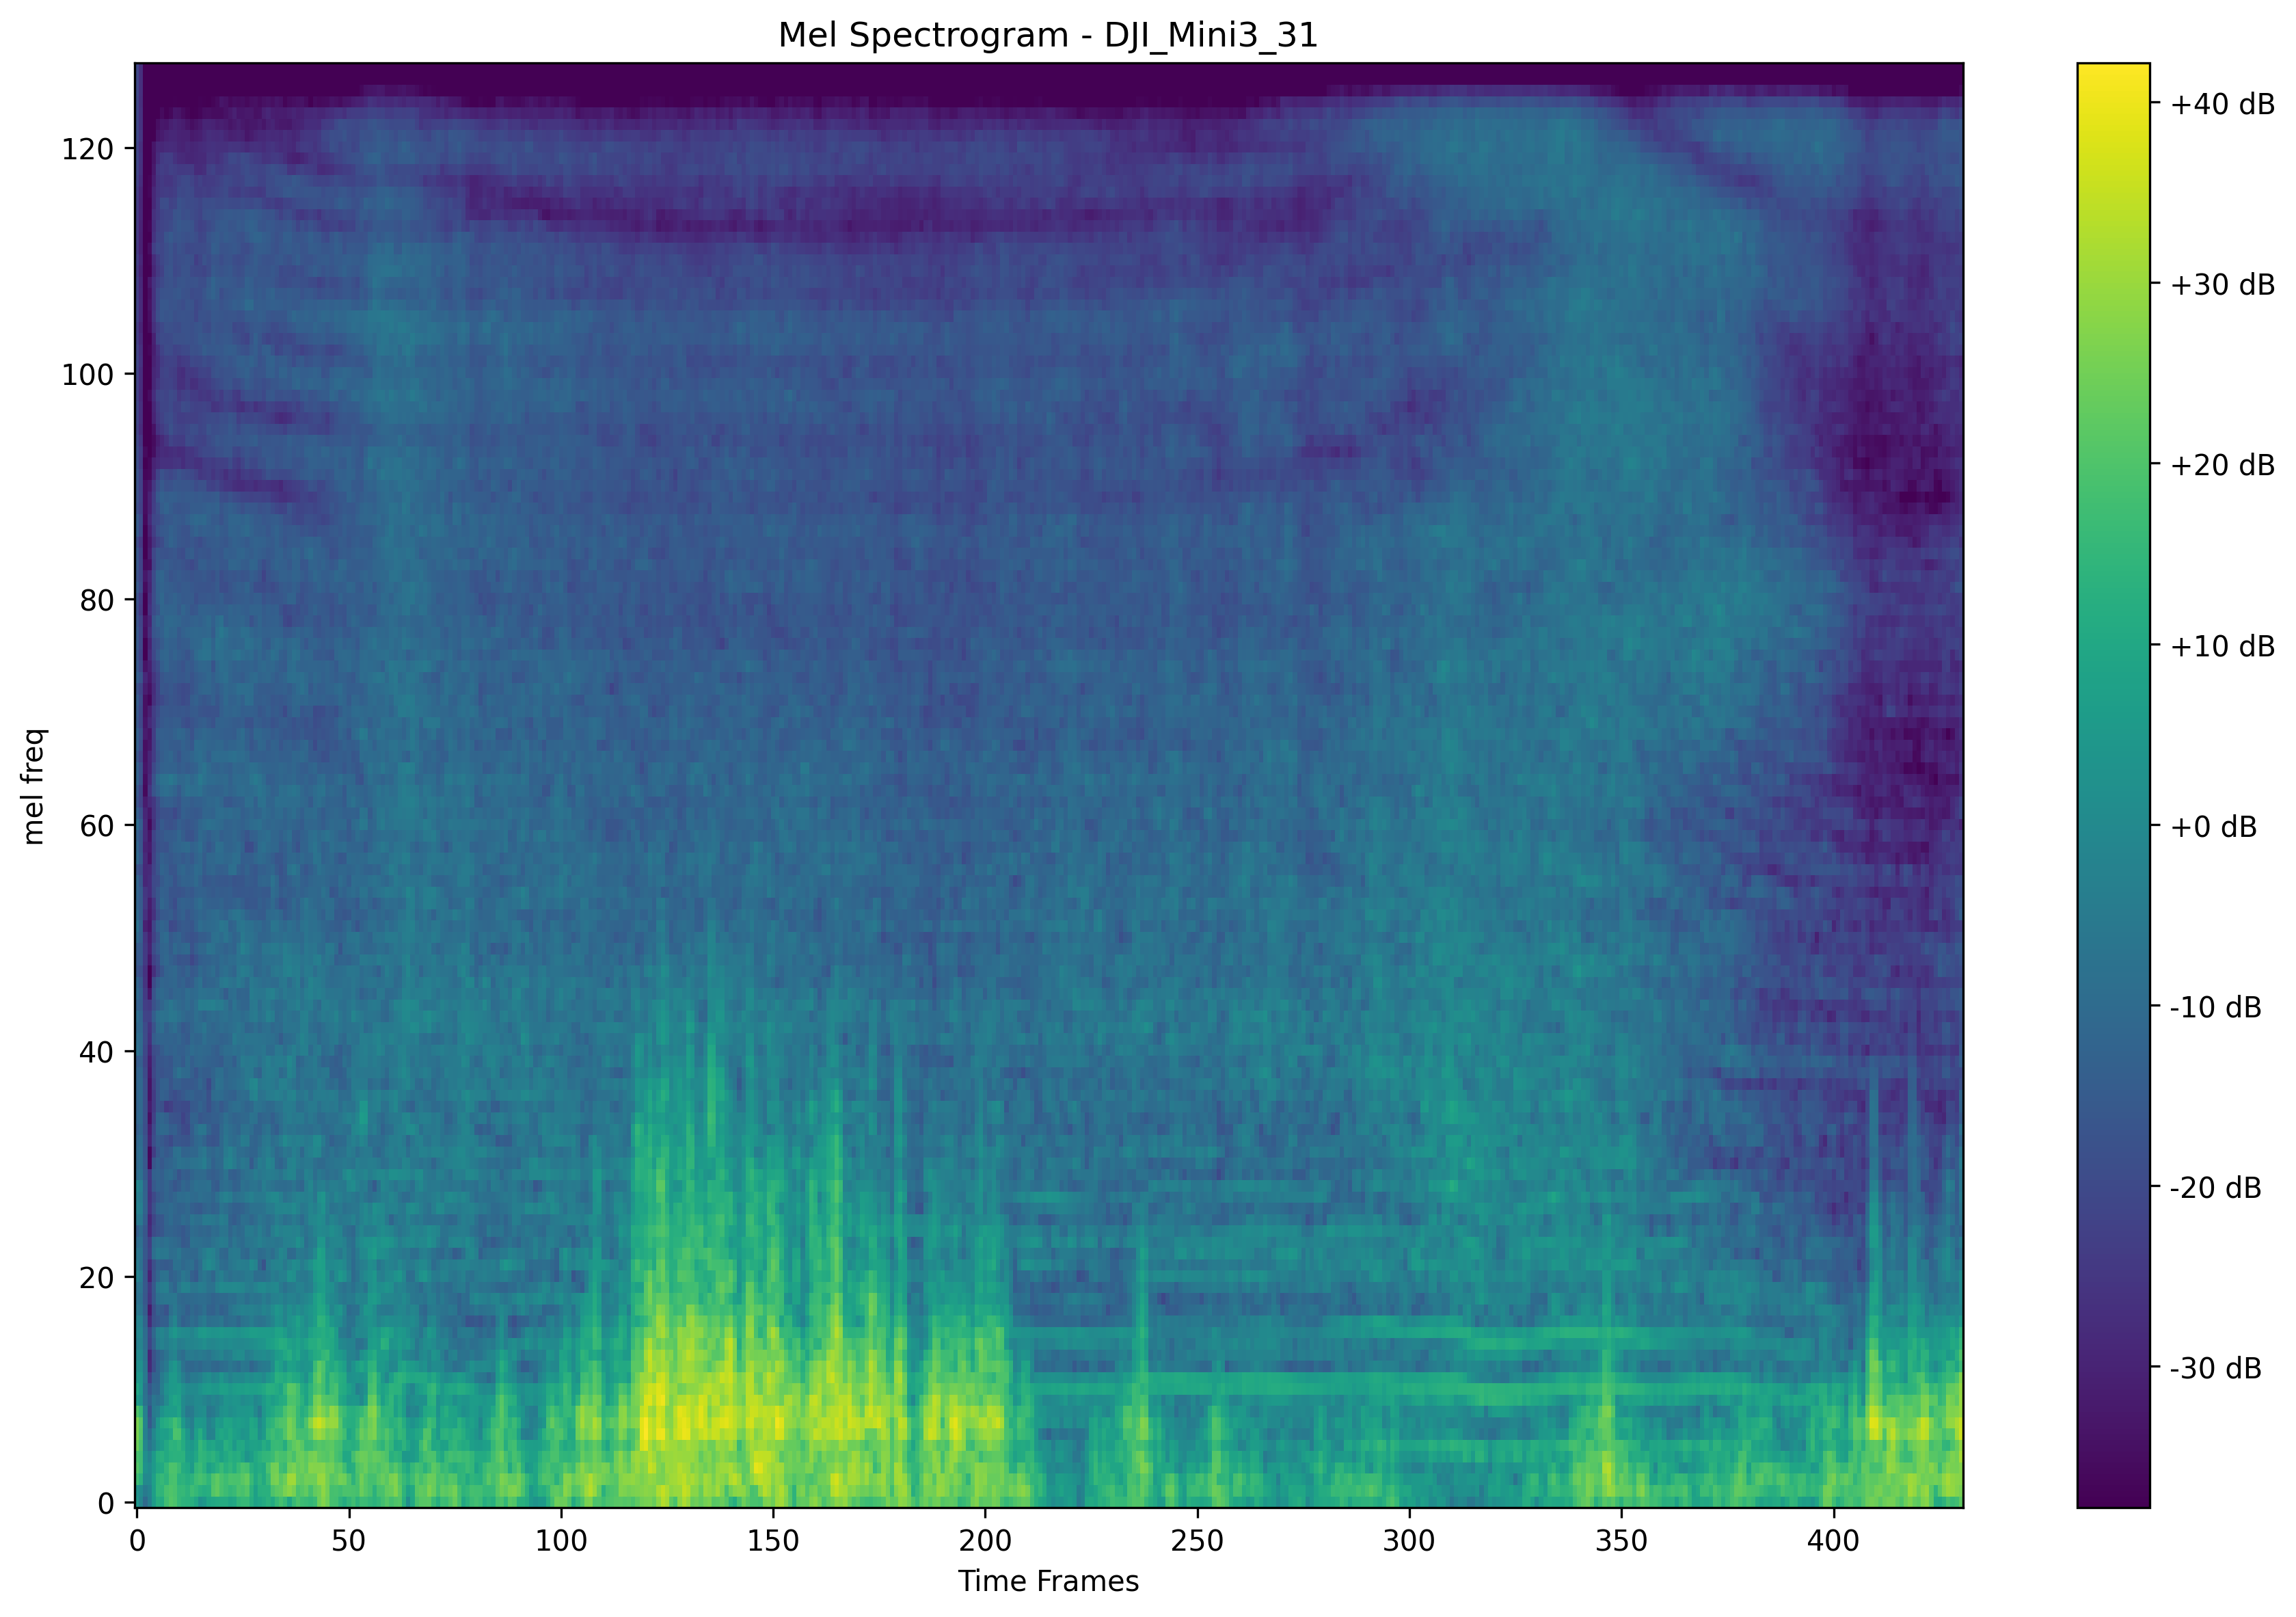 Mel Spectrogram - DJI_Mini3_31
mel freq
120
100
80
60
40
20
0
0 50 100 150 200 250 300 350 400
Time Frames
+40 dB
+30 dB
+20 dB
+10 dB
+0 dB
-10 dB
-20 dB
-30 dB